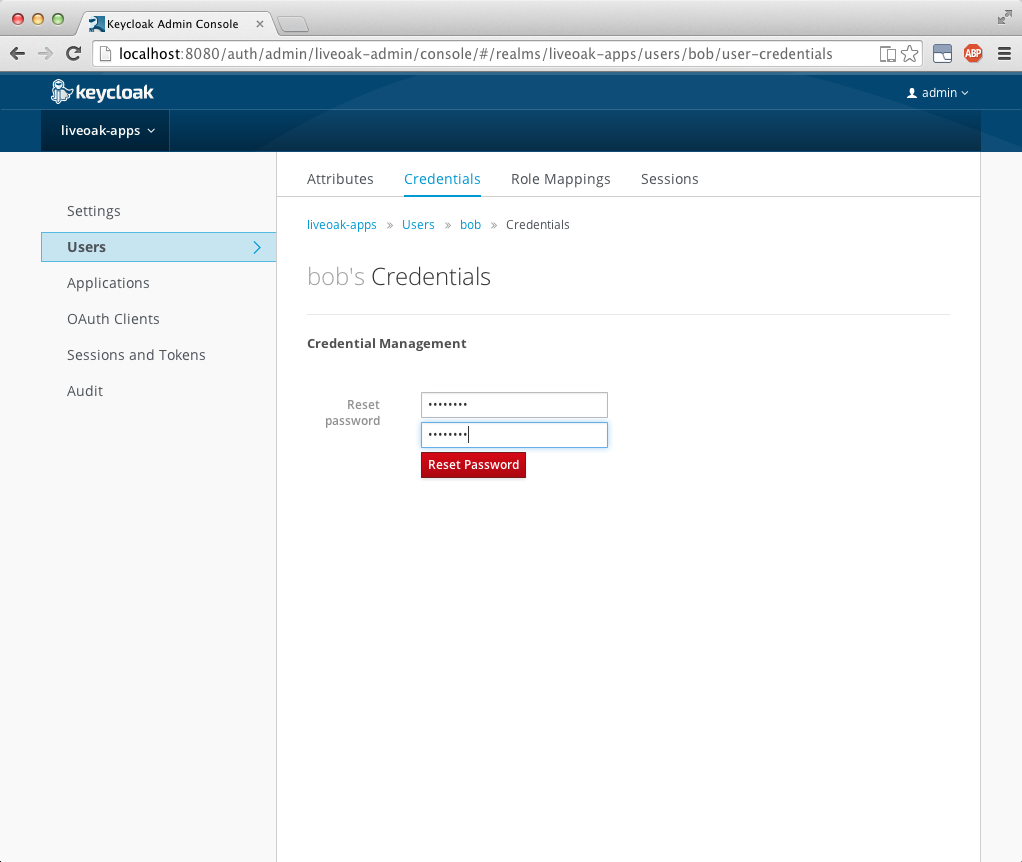 Keycloak Admin Console
localhost:8080/auth/admin/liveoak-admin/console/#/realms/liveoak-apps/users/bob/user-credentials
ABP
keycloak
admin
liveoak-apps
Attributes Credentials Role Mappings Sessions
Settings
Users
Applications
OAuth Clients
Sessions and Tokens
Audit
liveoak-apps » Users » bob » Credentials
bob's Credentials
Credential Management
Reset
password
••••••••
••••••••
Reset Password